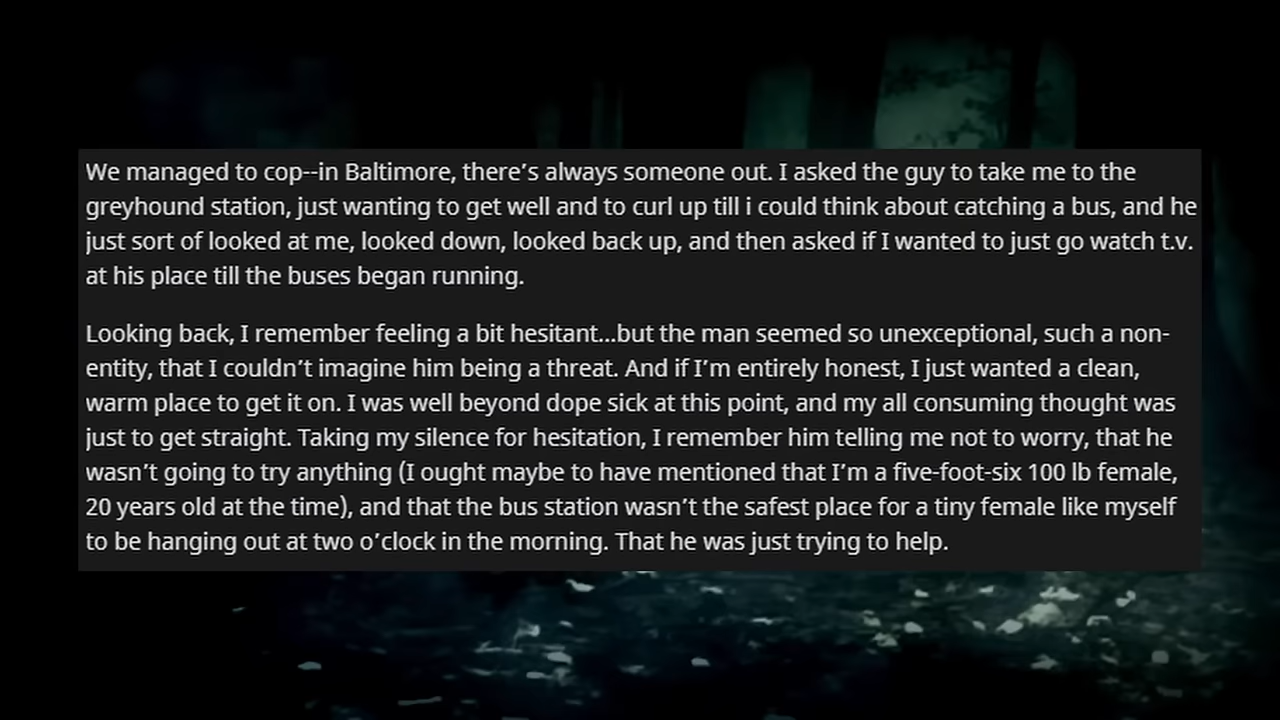 We managed to cop--in Baltimore, there’s always someone out. I asked the guy to take me to the
greyhound station, just wanting to get well and to curl up till i could think about catching a bus, and he
just sort of looked at me, looked down, looked back up, and then asked if I wanted to just go watch t.v.
at his place till the buses began running.
Looking back, I remember feeling a bit hesitant...but the man seemed so unexceptional, such a non-
entity, that I couldn’t imagine him being a threat. And if I’m entirely honest, I just wanted a clean,
warm place to get it on. I was well beyond dope sick at this point, and my all consuming thought was
just to get straight. Taking my silence for hesitation, I remember him telling me not to worry, that he
wasn’t going to try anything (I ought maybe to have mentioned that I’m a five-foot-six 100 lb female,
20 years old at the time), and that the bus station wasn’t the safest place for a tiny female like myself
to be hanging out at two o’clock in the morning. That he was just trying to help.